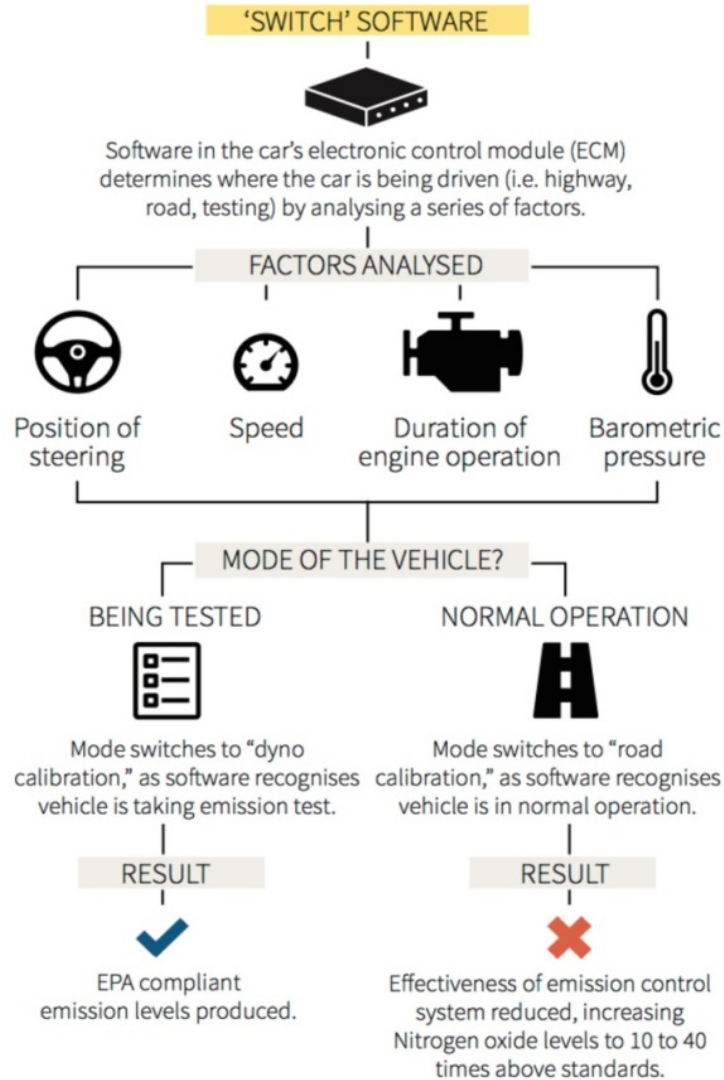 ‘SWITCH’ SOFTWARE
Software in the car’s electronic control module (ECM)
determines where the car is being driven (i.e. highway,
road, testing) by analysing a series of factors.
FACTORS ANALYSED
Position of
steering
Speed
Duration of
engine operation
Barometric
pressure
MODE OF THE VEHICLE?
BEING TESTED
Mode switches to “dyno
calibration,” as software recognises
vehicle is taking emission test.
RESULT
EPA compliant
emission levels produced.
NORMAL OPERATION
Mode switches to “road
calibration,” as software recognises
vehicle is in normal operation.
RESULT
Effectiveness of emission control
system reduced, increasing
Nitrogen oxide levels to 10 to 40
times above standards.